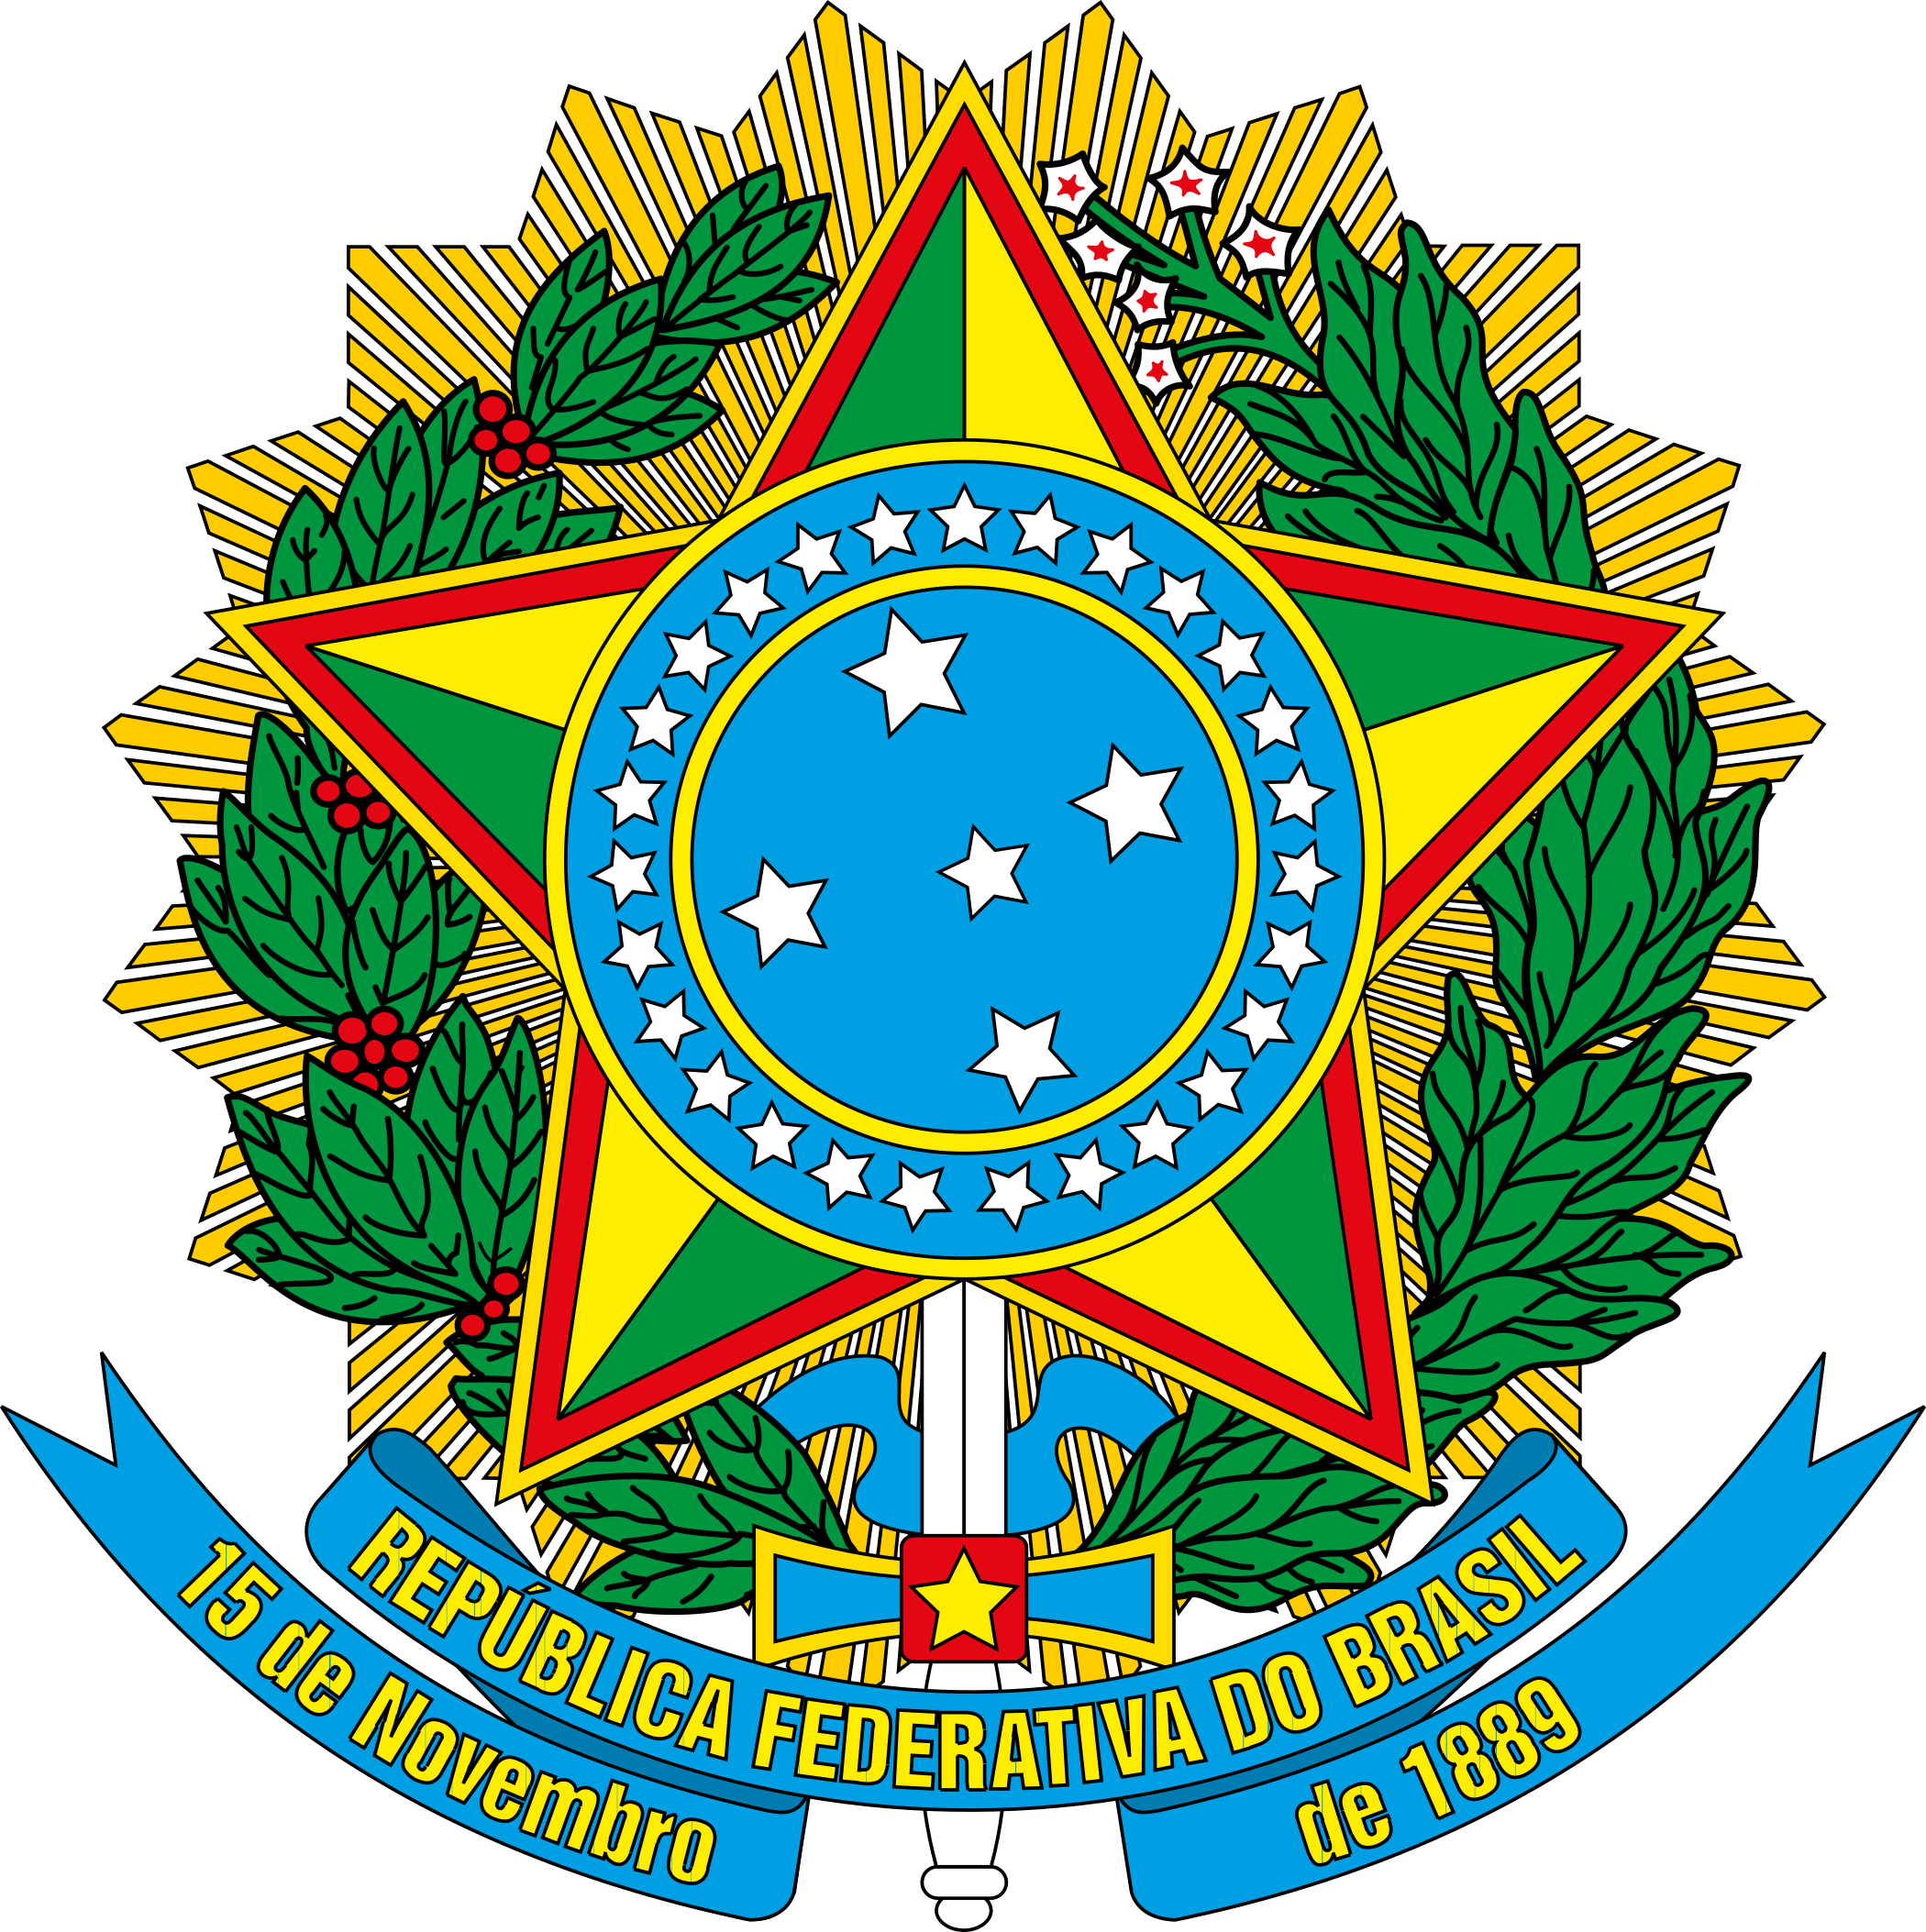 REPÚBLICA FEDERATIVA DO BRASIL
15 de Novembro
de 1889